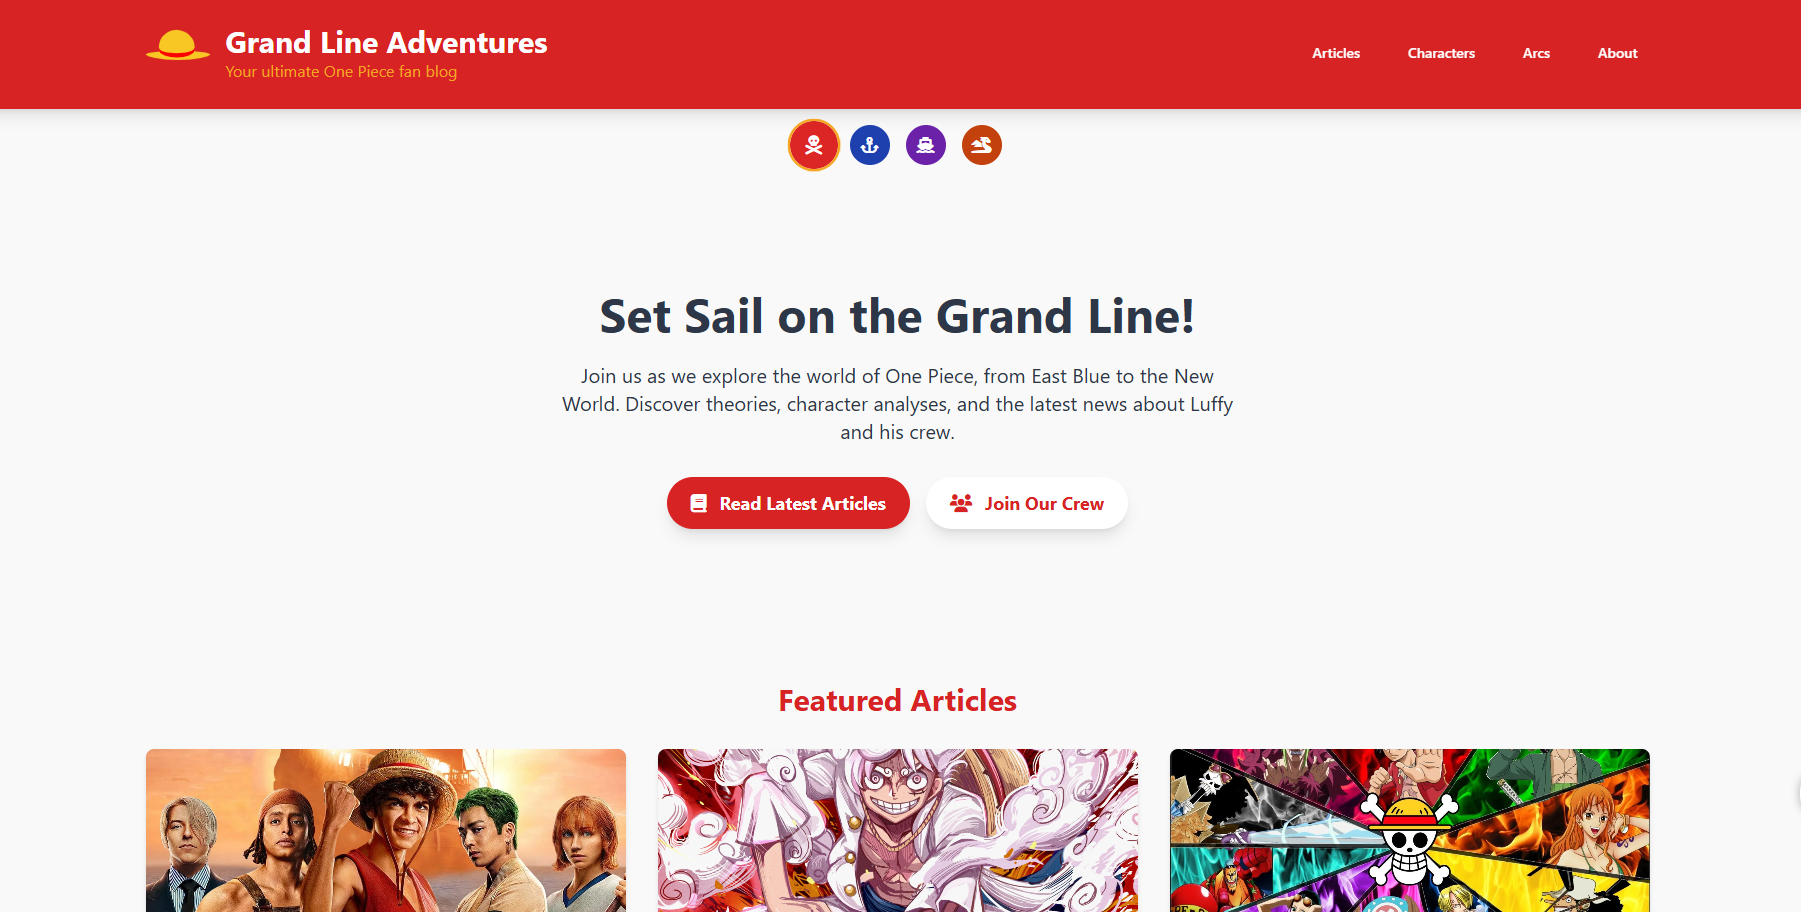 Grand Line Adventures
Your ultimate One Piece fan blog
Articles
Characters
Arcs
About
Set Sail on the Grand Line!
Join us as we explore the world of One Piece, from East Blue to the New
World. Discover theories, character analyses, and the latest news about Luffy
and his crew.
Read Latest Articles
Join Our Crew
Featured Articles